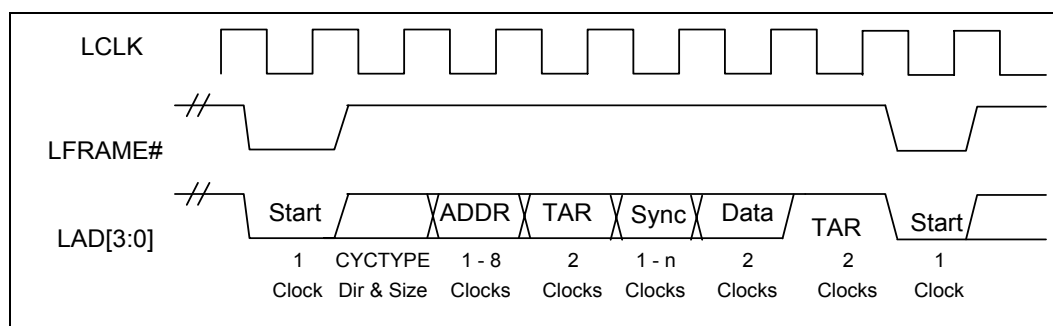 LCLK
LFRAME#
LAD[3:0]
Start ADDR TAR Sync Data TAR Start
1 CYCTYPE 1 - 8 2 1 - n 2 2 1
Clock Dir & Size Clocks Clocks Clocks Clocks Clocks Clock